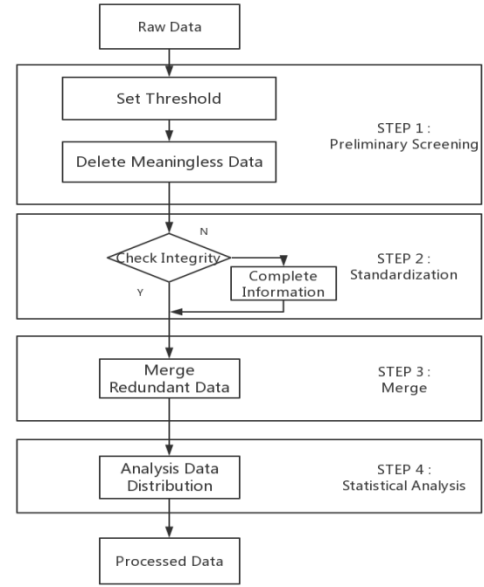 Raw Data
Set Threshold
Delete Meaningless Data
STEP 1 :
Preliminary Screening
N
Check Integrity
Y
Complete
Information
STEP 2 :
Standardization
Merge
Redundant Data
STEP 3 :
Merge
Analysis Data
Distribution
STEP 4 :
Statistical Analysis
Processed Data